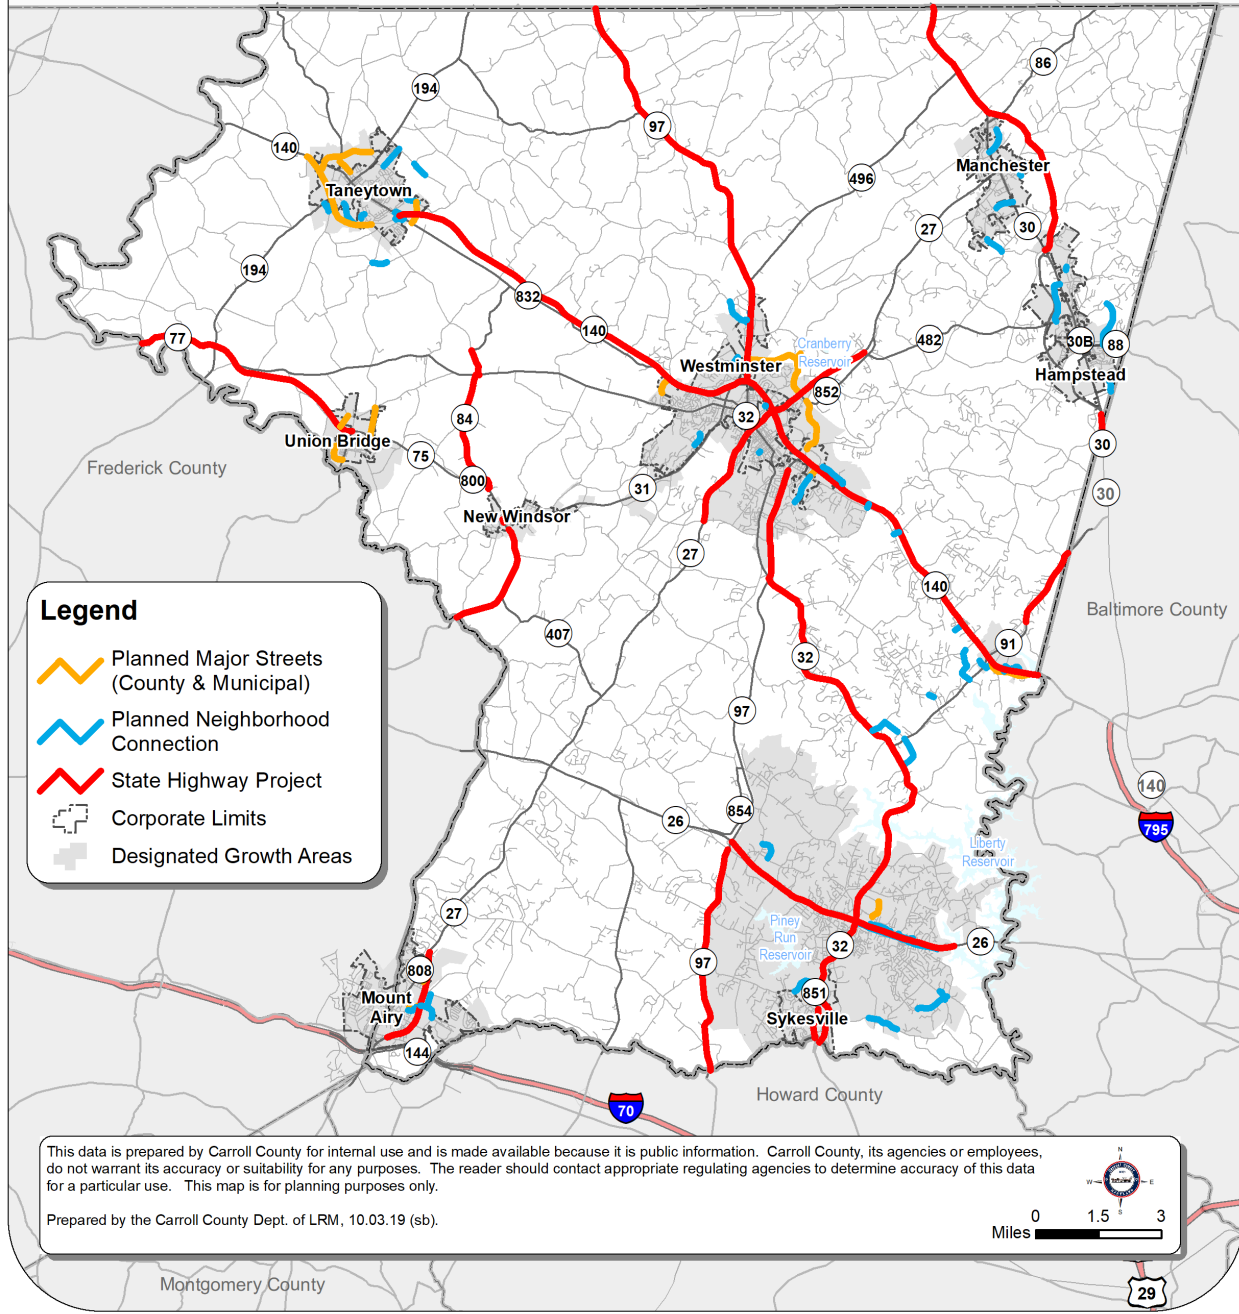 86
194
97
140
Manchester
496
Taneytown
27
30
194
832
140
77
482
30B
88
Cranberry
Reservoir
Westminster
Hampstead
852
84
32
Union Bridge
30
75
Frederick County
800
31
30
New Windsor
27
140
Baltimore County
407
91
32
97
Legend
Planned Major Streets
(County & Municipal)
Planned Neighborhood
Connection
State Highway Project
Corporate Limits
Designated Growth Areas
140
854
26
795
Liberty
Reservoir
27
Piney
Run
Reservoir
32
26
97
808
851
Mount
Airy
Sykesville
144
Howard County
70
This data is prepared by Carroll County for internal use and is made available because it is public information. Carroll County, its agencies or employees,
do not warrant its accuracy or suitability for any purposes. The reader should contact appropriate regulating agencies to determine accuracy of this data
for a particular use. This map is for planning purposes only.
Prepared by the Carroll County Dept. of LRM, 10.03.19 (sb).
N
W
E
S
0 1.5 3
Miles
Montgomery County
29